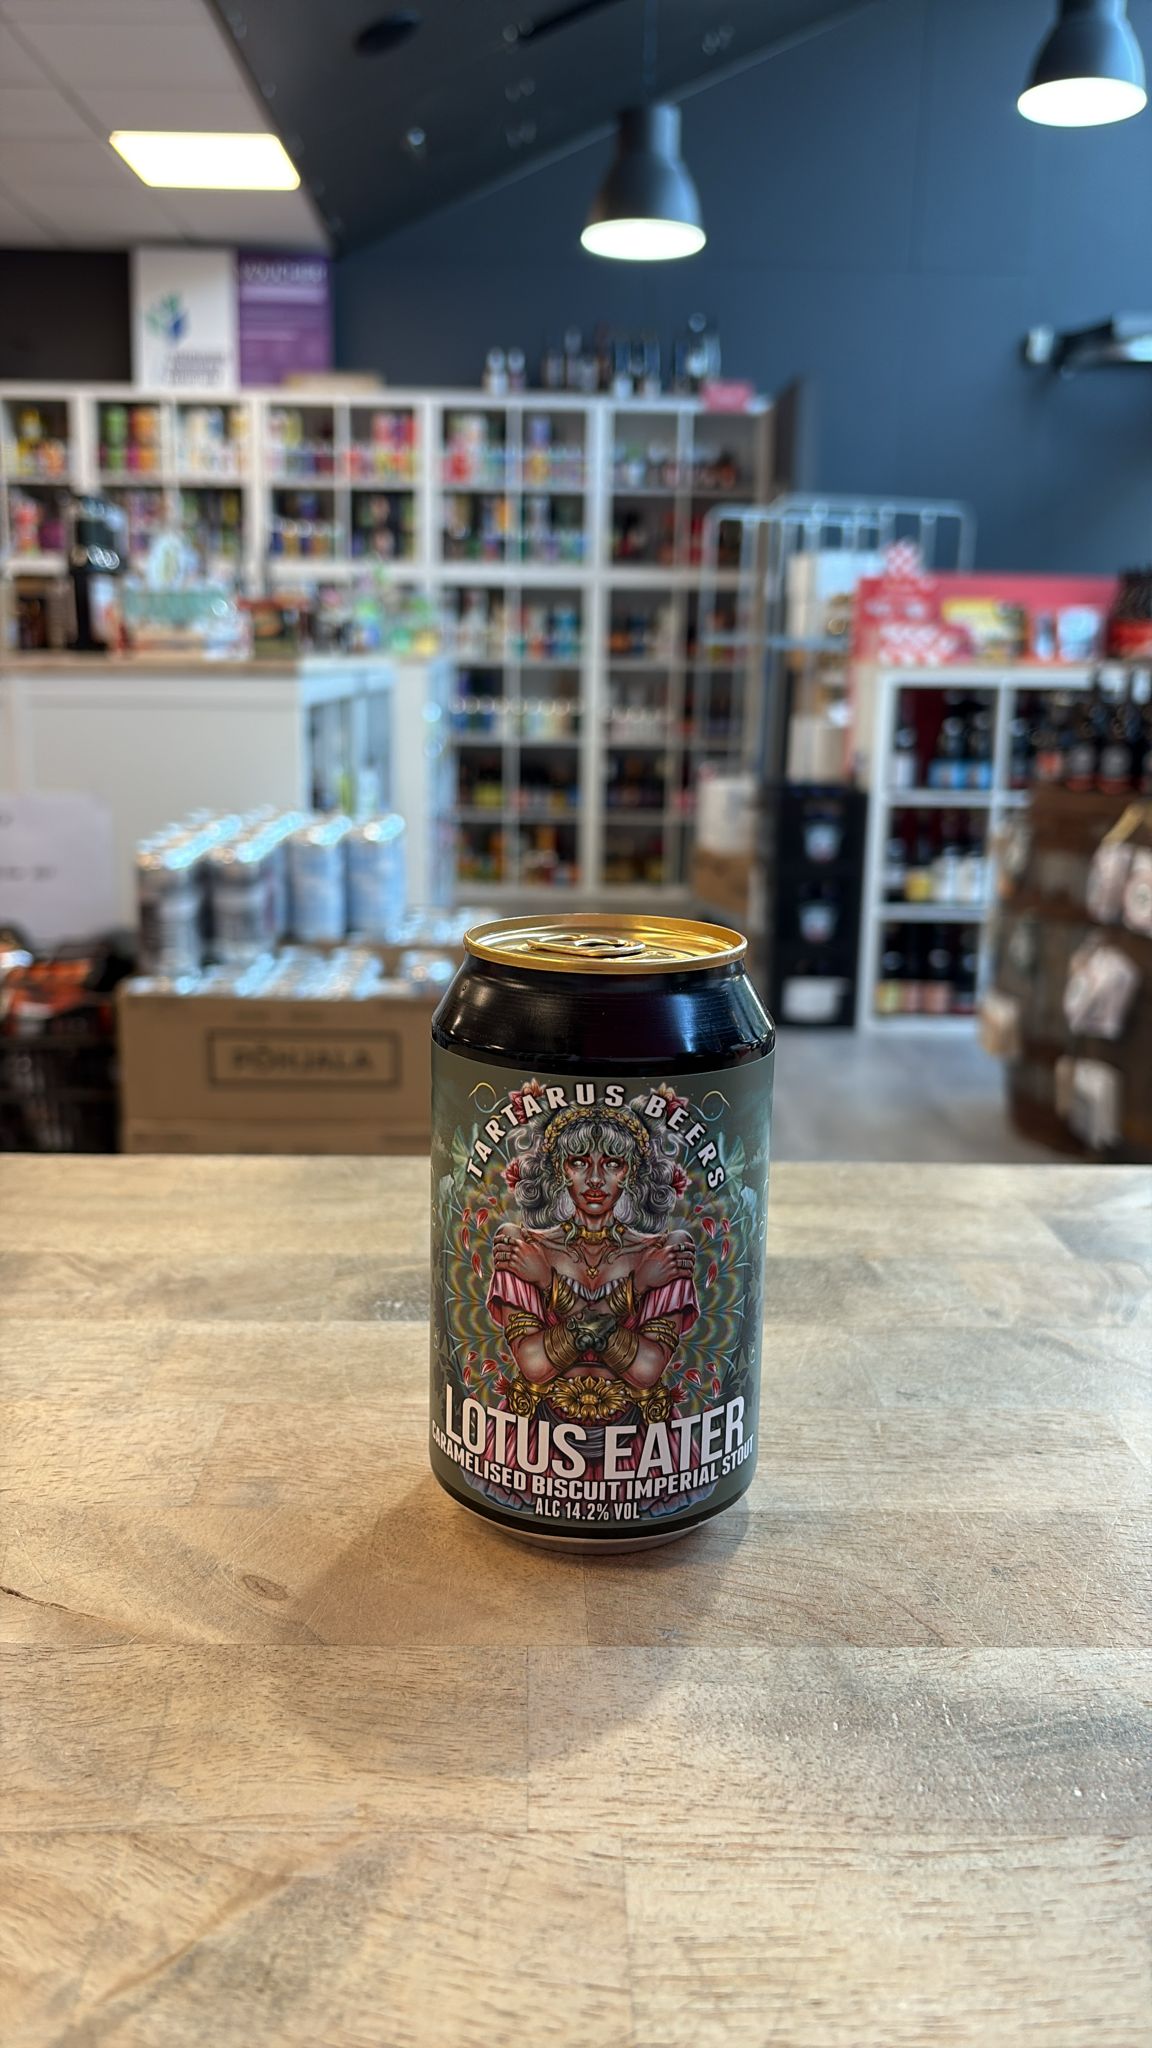 PÕHJALA
TARTARUS BEERS
LOTUS EATER
CARAMELISED BISCUIT IMPERIAL STOUT
ALC 14.2% VOL